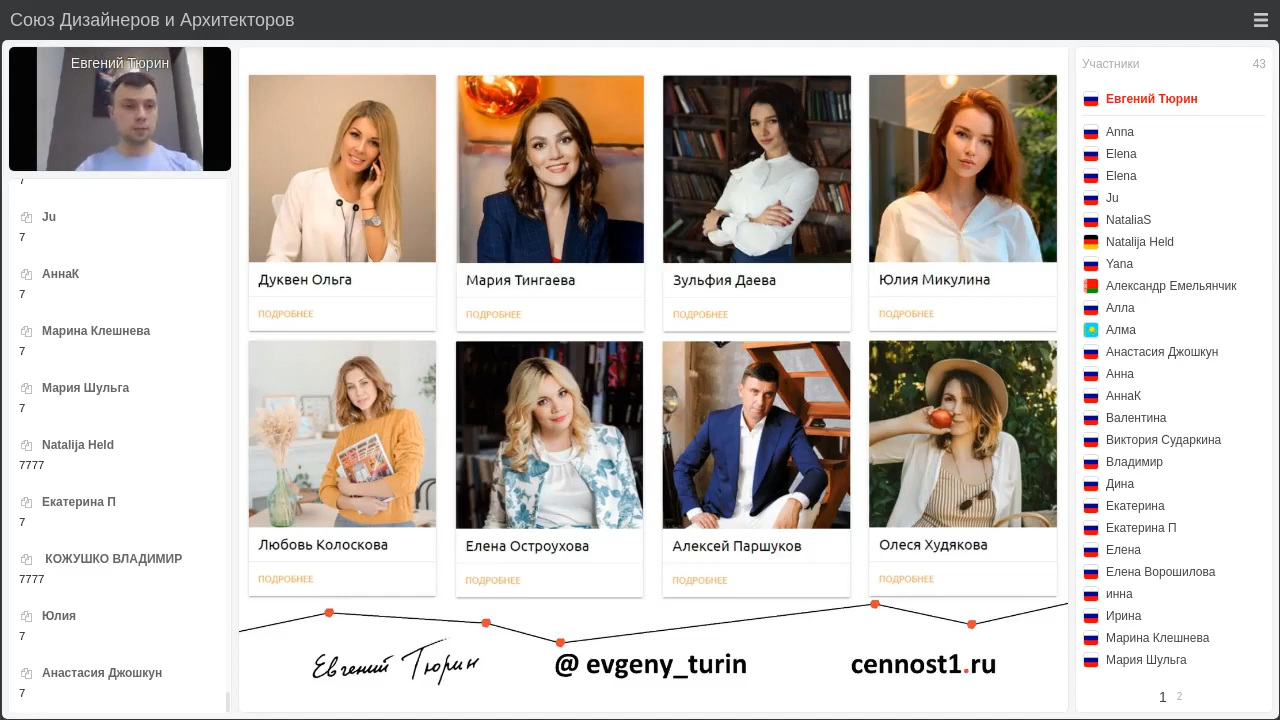 Союз Дизайнеров и Архитекторов
Евгений Тюрин
7
Ju
7
АннаК
7
Марина Клешнева
7
Мария Шульга
7
Natalija Held
7777
Екатерина П
7
КОЖУШКО ВЛАДИМИР
7777
Юлия
7
Анастасия Джошкун
7
Дуквен Ольга
ПОДРОБНЕЕ
Мария Тингаева
ПОДРОБНЕЕ
Зульфия Даева
ПОДРОБНЕЕ
Юлия Микулина
ПОДРОБНЕЕ
Любовь Колоскова
ПОДРОБНЕЕ
Елена Остроухова
ПОДРОБНЕЕ
Алексей Паршуков
ПОДРОБНЕЕ
Олеся Худякова
ПОДРОБНЕЕ
Евгений Тюрин
@ evgeny_turin
cennost1.ru
Участники 43
Евгений Тюрин
Anna
Elena
Elena
Ju
NataliaS
Natalija Held
Yana
Александр Емельянчик
Алла
Алма
Анастасия Джошкун
Анна
АннаК
Валентина
Виктория Сударкина
Владимир
Дина
Екатерина
Екатерина П
Елена
Елена Ворошилова
инна
Ирина
Марина Клешнева
Мария Шульга
1 2